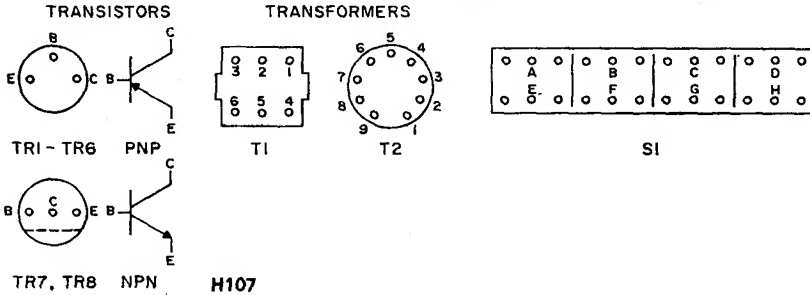 TRANSISTORS TRANSFORMERS
B C
E C B
E
TR1-TR6 PNP
3 2 1
6 5 4
T1
5
6 4
7 3
8 2
9 1
T2
A B C D
E F G H
S1
C
B C E B
E
TR7, TR8 NPN
H107